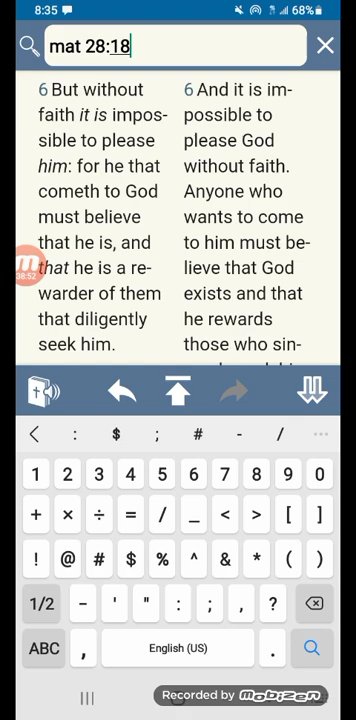 8:35 68%
mat 28:18
6 But without
faith it is impos-
sible to please
him: for he that
cometh to God
must believe
that he is, and
that he is a re-
warder of them
that diligently
seek him.
6 And it is im-
possible to
please God
without faith.
Anyone who
wants to come
to him must be-
lieve that God
exists and that
he rewards
those who sin-
38:52
: $ ; # - / ...
1 2 3 4 5 6 7 8 9 0
+ × ÷ = / _ < > [ ]
! @ # $ % ^ & * ( )
1/2 - ' " : ; , ?
ABC , English (US) .
Recorded by mobizen